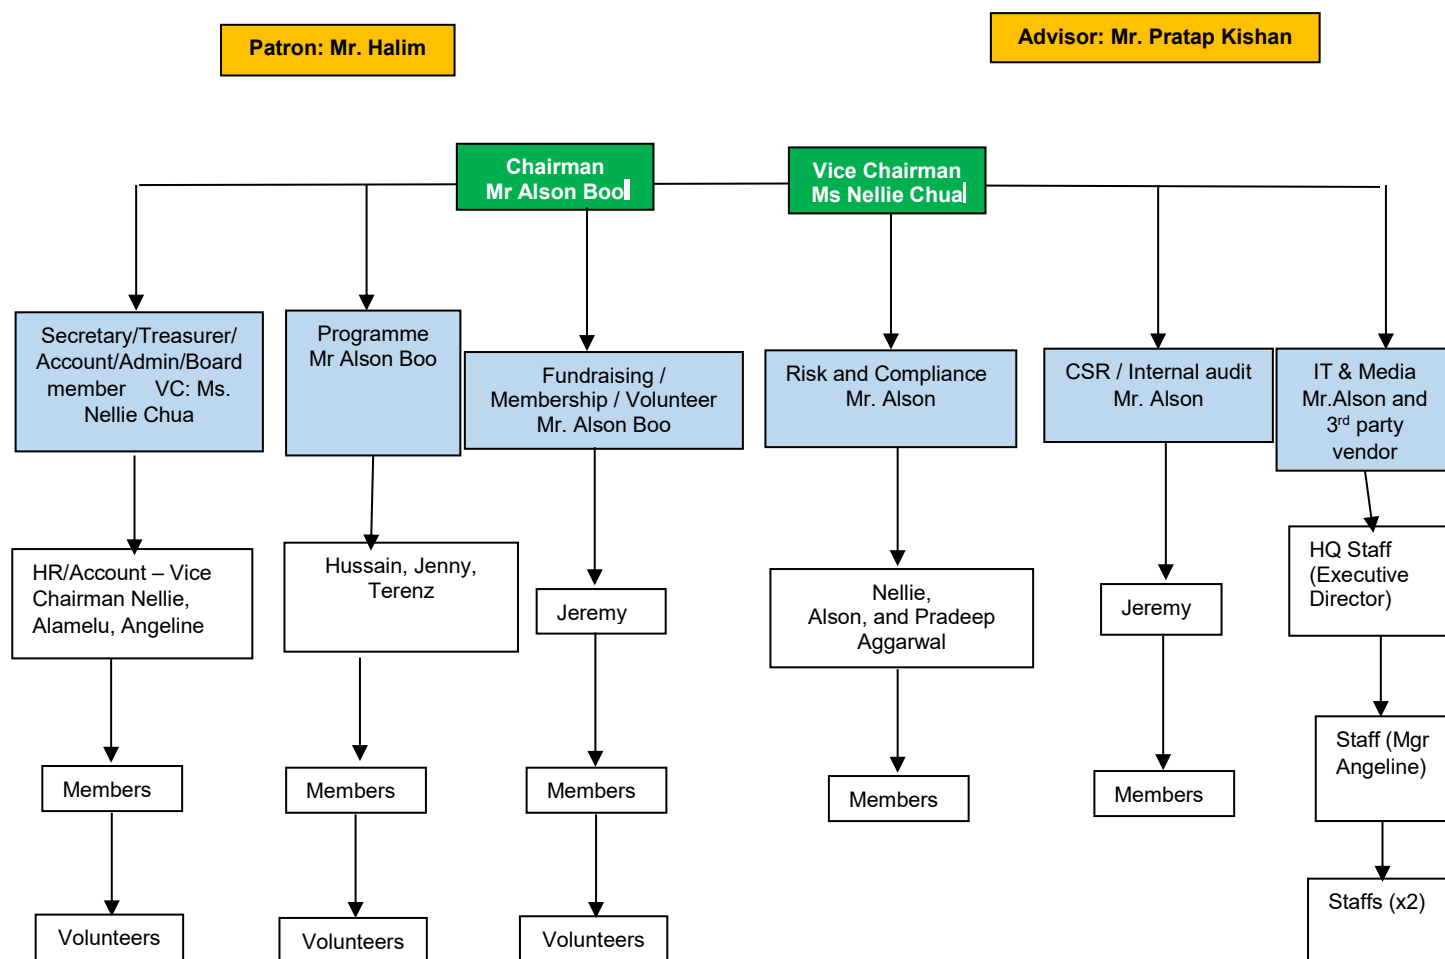 Patron: Mr. Halim
Advisor: Mr. Pratap Kishan
Chairman
Mr Alson Boo
Vice Chairman
Ms Nellie Chua
Secretary/Treasurer/
Account/Admin/Board
member VC: Ms.
Nellie Chua
Programme
Mr Alson Boo
Fundraising /
Membership / Volunteer
Mr. Alson Boo
Risk and Compliance
Mr. Alson
CSR / Internal audit
Mr. Alson
IT & Media
Mr.Alson and
3rd party
vendor
HR/Account – Vice
Chairman Nellie,
Alamelu, Angeline
Hussain, Jenny,
Terenz
Jeremy
Nellie,
Alson, and Pradeep
Aggarwal
Jeremy
HQ Staff
(Executive
Director)
Members
Members
Members
Members
Members
Staff (Mgr
Angeline)
Volunteers
Volunteers
Volunteers
Staffs (x2)